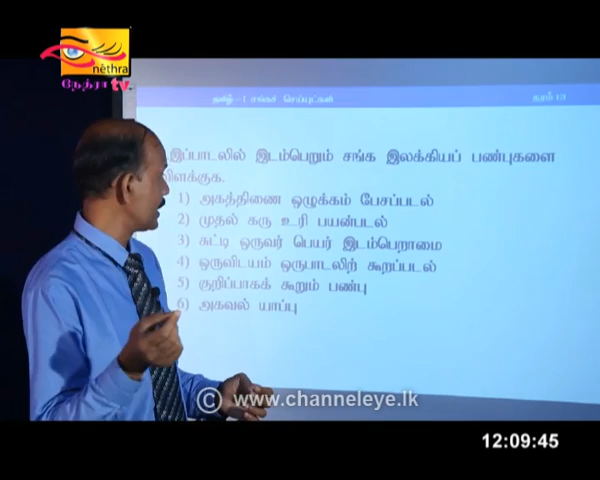 nēthra
நேத்ரா tv
தமிழ் -1 சங்கச் செய்யுட்கள்
தரம் 13
இப்பாடலில் இடம்பெறும் சங்க இலக்கியப் பண்புகளை
விளக்குக.
1) அகத்திணை ஒழுக்கம் பேசப்படல்
2) முதல் கரு உரி பயன்படல்
3) சுட்டி ஒருவர் பெயர் இடம்பெறாமை
4) ஒருவிடயம் ஒருபாடலிற் கூறப்படல்
5) குறிப்பாகக் கூறும் பண்பு
6) அகவல் யாப்பு
© www.channeleye.lk
12:09:45